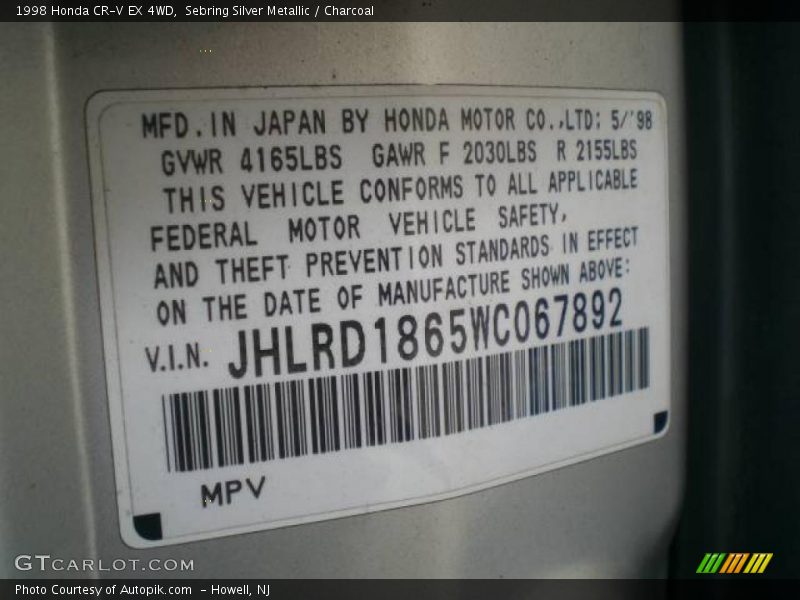 1998 Honda CR-V EX 4WD,  Sebring Silver Metallic / Charcoal
MFD. IN JAPAN BY HONDA MOTOR CO.,LTD: 5/'98
GVWR 4165LBS GAWR F 2030LBS R 2155LBS
THIS VEHICLE CONFORMS TO ALL APPLICABLE
FEDERAL MOTOR VEHICLE SAFETY,
AND THEFT PREVENTION STANDARDS IN EFFECT
ON THE DATE OF MANUFACTURE SHOWN ABOVE:
V.I.N. JHLRD1865WC067892
MPV
GTCARLOT.COM
Photo Courtesy of Autopik.com  - Howell, NJ